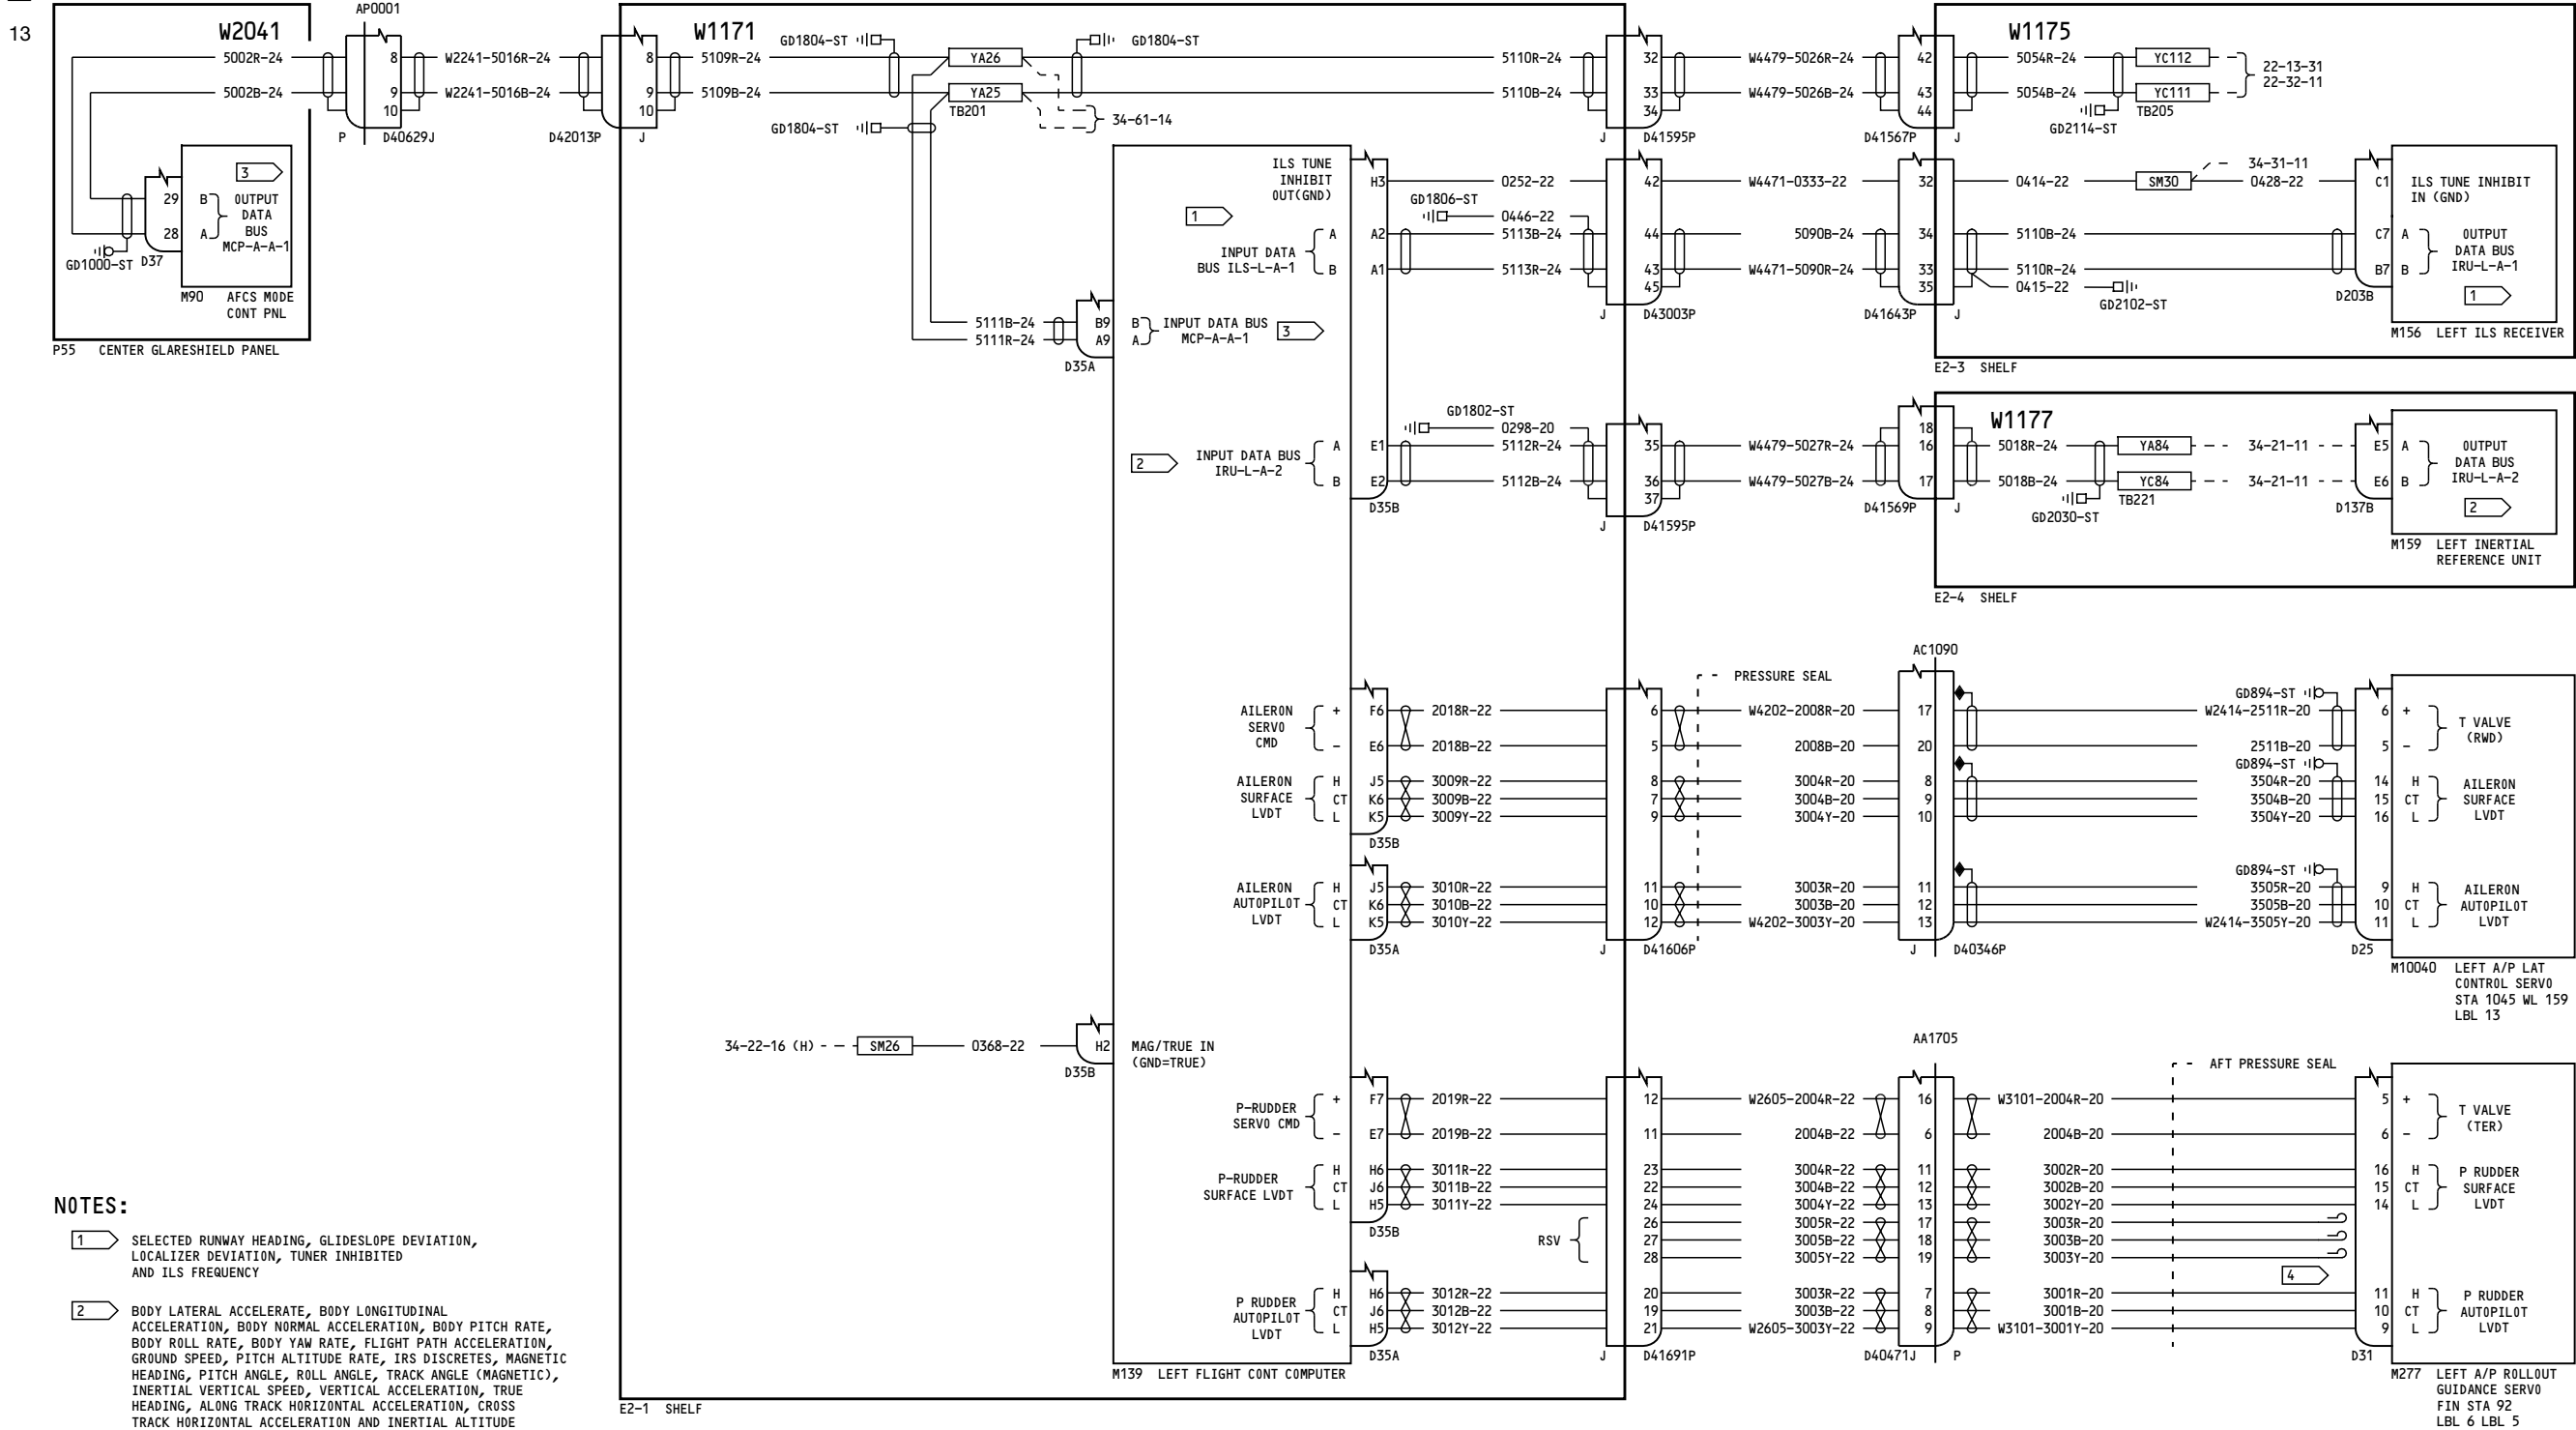 13
W2041
5002R-24
5002B-24
AP0001
8
9
10
P
D40629J
W2241-5016R-24
W2241-5016B-24
D42013P
8
9
10
J
29
28
B
A
3
OUTPUT
DATA
BUS
MCP-A-A-1
GD1000-ST
D37
M90 AFCS MODE
CONT PNL
P55 CENTER GLARESHIELD PANEL
W1171
5109R-24
5109B-24
GD1804-ST
GD1804-ST
GD1804-ST
YA26
YA25
TB201
34-61-14
5110R-24
5110B-24
32
33
34
J
D41595P
W4479-5026R-24
W4479-5026B-24
42
43
44
D41567P
J
W1175
5054R-24
5054B-24
YC112
YC111
TB205
GD2114-ST
22-13-31
22-32-11
ILS TUNE
INHIBIT
OUT(GND)
H3
0252-22
42
W4471-0333-22
32
0414-22
SM30
34-31-11
0428-22
C1
ILS TUNE INHIBIT
IN (GND)
1
GD1806-ST
0446-22
INPUT DATA
BUS ILS-L-A-1
A
B
A2
A1
5113B-24
5113R-24
44
43
45
J
D43003P
5090B-24
W4471-5090R-24
34
33
35
D41643P
J
5110B-24
5110R-24
0415-22
GD2102-ST
C7 A
B7 B
D203B
OUTPUT
DATA BUS
IRU-L-A-1
1
M156 LEFT ILS RECEIVER
E2-3 SHELF
5111B-24
5111R-24
B9
A9
D35A
B
A
INPUT DATA BUS
MCP-A-A-1
3
2
INPUT DATA BUS
IRU-L-A-2
A
B
E1
E2
D35B
GD1802-ST
0298-20
5112R-24
5112B-24
35
36
37
J
D41595P
W4479-5027R-24
W4479-5027B-24
18
16
17
D41569P
J
W1177
5018R-24
5018B-24
YA84
YC84
TB221
GD2030-ST
34-21-11
34-21-11
E5 A
E6 B
D137B
OUTPUT
DATA BUS
IRU-L-A-2
2
M159 LEFT INERTIAL
REFERENCE UNIT
E2-4 SHELF
AILERON
SERVO
CMD
+
-
F6
E6
2018R-22
2018B-22
6
5
PRESSURE SEAL
W4202-2008R-20
2008B-20
AC1090
17
20
GD894-ST
W2414-2511R-20
2511B-20
6 +
5 -
T VALVE
(RWD)
AILERON
SURFACE
LVDT
H
CT
L
J5
K6
K5
D35B
3009R-22
3009B-22
3009Y-22
8
7
9
3004R-20
3004B-20
3004Y-20
8
9
10
GD894-ST
3504R-20
3504B-20
3504Y-20
14 H
15 CT
16 L
AILERON
SURFACE
LVDT
AILERON
AUTOPILOT
LVDT
H
CT
L
J5
K6
K5
D35A
3010R-22
3010B-22
3010Y-22
11
10
12
J
D41606P
3003R-20
3003B-20
W4202-3003Y-20
11
12
13
J
D40346P
GD894-ST
3505R-20
3505B-20
W2414-3505Y-20
9 H
10 CT
11 L
D25
AILERON
AUTOPILOT
LVDT
M10040 LEFT A/P LAT
CONTROL SERVO
STA 1045 WL 159
LBL 13
34-22-16 (H)
SM26
0368-22
H2
D35B
MAG/TRUE IN
(GND=TRUE)
P-RUDDER
SERVO CMD
+
-
F7
E7
2019R-22
2019B-22
12
11
W2605-2004R-22
2004B-22
AA1705
16
6
W3101-2004R-20
2004B-20
AFT PRESSURE SEAL
5 +
6 -
T VALVE
(TER)
P-RUDDER
SURFACE LVDT
H
CT
L
H6
J6
H5
D35B
3011R-22
3011B-22
3011Y-22
23
22
24
3004R-22
3004B-22
3004Y-22
11
12
13
3002R-20
3002B-20
3002Y-20
16 H
15 CT
14 L
P RUDDER
SURFACE
LVDT
RSV
26
27
28
3005R-22
3005B-22
3005Y-22
17
18
19
3003R-20
3003B-20
3003Y-20
4
P RUDDER
AUTOPILOT
LVDT
H
CT
L
H6
J6
H5
D35A
3012R-22
3012B-22
3012Y-22
20
19
21
J
D41691P
3003R-22
3003B-22
W2605-3003Y-22
7
8
9
D40471J
P
3001R-20
3001B-20
W3101-3001Y-20
11 H
10 CT
9 L
D31
P RUDDER
AUTOPILOT
LVDT
M277 LEFT A/P ROLLOUT
GUIDANCE SERVO
FIN STA 92
LBL 6 LBL 5
M139 LEFT FLIGHT CONT COMPUTER
E2-1 SHELF
NOTES:
1 SELECTED RUNWAY HEADING, GLIDESLOPE DEVIATION,
LOCALIZER DEVIATION, TUNER INHIBITED
AND ILS FREQUENCY
2 BODY LATERAL ACCELERATE, BODY LONGITUDINAL
ACCELERATION, BODY NORMAL ACCELERATION, BODY PITCH RATE,
BODY ROLL RATE, BODY YAW RATE, FLIGHT PATH ACCELERATION,
GROUND SPEED, PITCH ALTITUDE RATE, IRS DISCRETES, MAGNETIC
HEADING, PITCH ANGLE, ROLL ANGLE, TRACK ANGLE (MAGNETIC),
INERTIAL VERTICAL SPEED, VERTICAL ACCELERATION, TRUE
HEADING, ALONG TRACK HORIZONTAL ACCELERATION, CROSS
TRACK HORIZONTAL ACCELERATION AND INERTIAL ALTITUDE